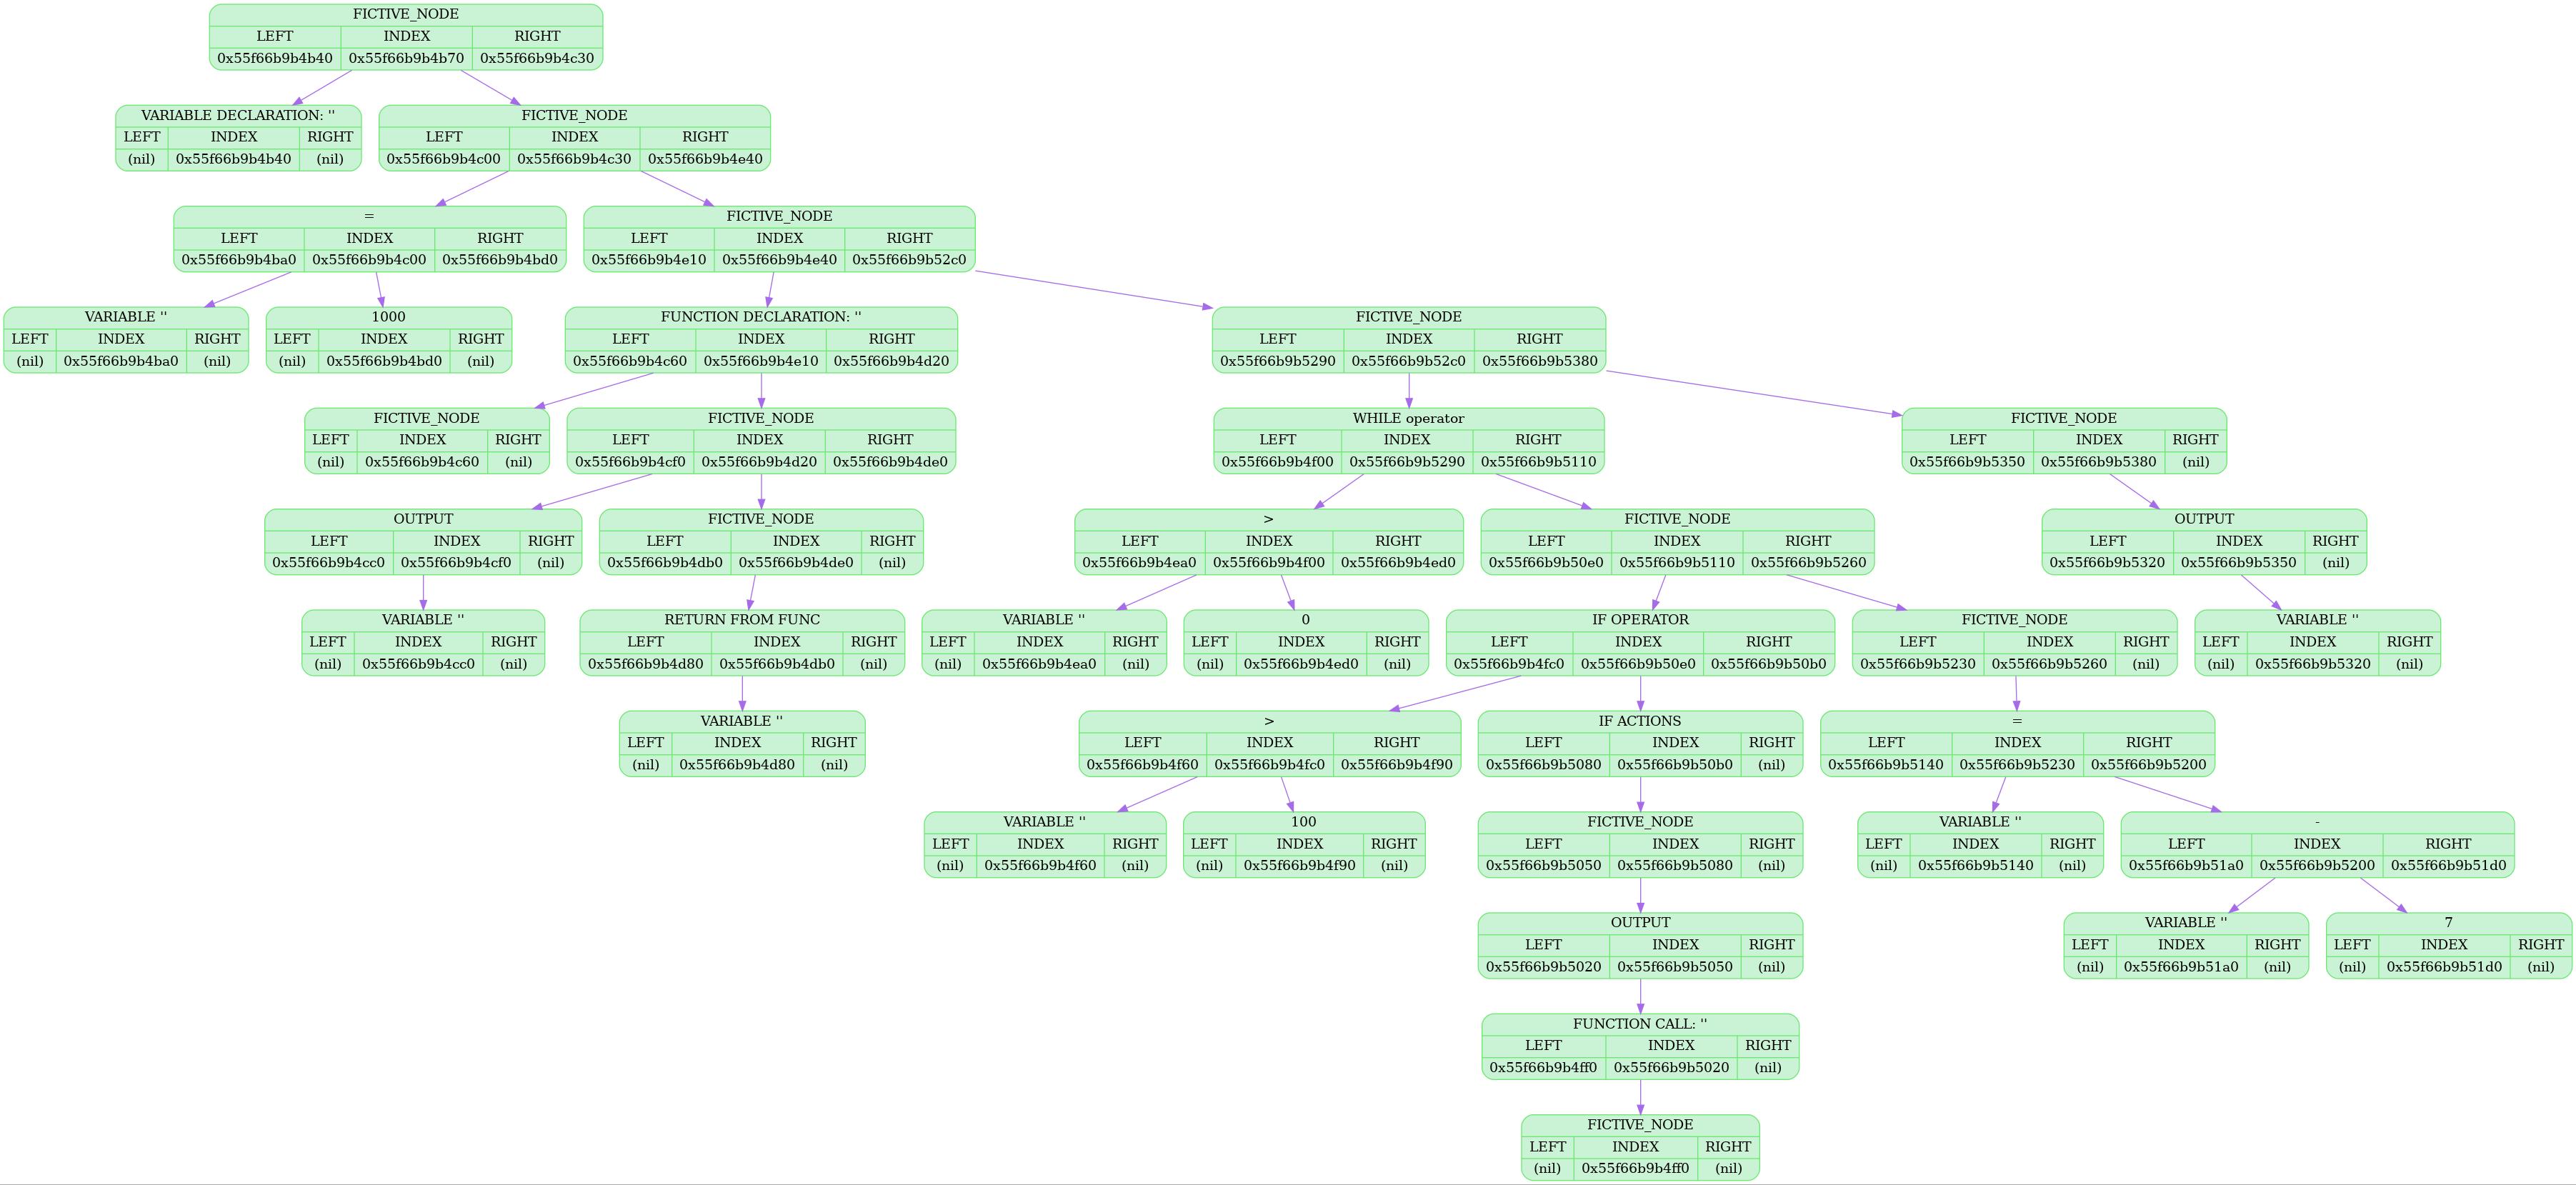 FICTIVE_NODE
LEFT INDEX RIGHT
0x55f66b9b4b40 0x55f66b9b4b70 0x55f66b9b4c30
VARIABLE DECLARATION: ''
LEFT INDEX RIGHT
(nil) 0x55f66b9b4b40 (nil)
FICTIVE_NODE
LEFT INDEX RIGHT
0x55f66b9b4c00 0x55f66b9b4c30 0x55f66b9b4e40
=
LEFT INDEX RIGHT
0x55f66b9b4ba0 0x55f66b9b4c00 0x55f66b9b4bd0
FICTIVE_NODE
LEFT INDEX RIGHT
0x55f66b9b4e10 0x55f66b9b4e40 0x55f66b9b52c0
VARIABLE ''
LEFT INDEX RIGHT
(nil) 0x55f66b9b4ba0 (nil)
1000
LEFT INDEX RIGHT
(nil) 0x55f66b9b4bd0 (nil)
FUNCTION DECLARATION: ''
LEFT INDEX RIGHT
0x55f66b9b4c60 0x55f66b9b4e10 0x55f66b9b4d20
FICTIVE_NODE
LEFT INDEX RIGHT
0x55f66b9b5290 0x55f66b9b52c0 0x55f66b9b5380
FICTIVE_NODE
LEFT INDEX RIGHT
(nil) 0x55f66b9b4c60 (nil)
FICTIVE_NODE
LEFT INDEX RIGHT
0x55f66b9b4cf0 0x55f66b9b4d20 0x55f66b9b4de0
WHILE operator
LEFT INDEX RIGHT
0x55f66b9b4f00 0x55f66b9b5290 0x55f66b9b5110
FICTIVE_NODE
LEFT INDEX RIGHT
0x55f66b9b5350 0x55f66b9b5380 (nil)
OUTPUT
LEFT INDEX RIGHT
0x55f66b9b4cc0 0x55f66b9b4cf0 (nil)
FICTIVE_NODE
LEFT INDEX RIGHT
0x55f66b9b4db0 0x55f66b9b4de0 (nil)
>
LEFT INDEX RIGHT
0x55f66b9b4ea0 0x55f66b9b4f00 0x55f66b9b4ed0
FICTIVE_NODE
LEFT INDEX RIGHT
0x55f66b9b50e0 0x55f66b9b5110 0x55f66b9b5260
OUTPUT
LEFT INDEX RIGHT
0x55f66b9b5320 0x55f66b9b5350 (nil)
VARIABLE ''
LEFT INDEX RIGHT
(nil) 0x55f66b9b4cc0 (nil)
RETURN FROM FUNC
LEFT INDEX RIGHT
0x55f66b9b4d80 0x55f66b9b4db0 (nil)
VARIABLE ''
LEFT INDEX RIGHT
(nil) 0x55f66b9b4ea0 (nil)
0
LEFT INDEX RIGHT
(nil) 0x55f66b9b4ed0 (nil)
IF OPERATOR
LEFT INDEX RIGHT
0x55f66b9b4fc0 0x55f66b9b50e0 0x55f66b9b50b0
FICTIVE_NODE
LEFT INDEX RIGHT
0x55f66b9b5230 0x55f66b9b5260 (nil)
VARIABLE ''
LEFT INDEX RIGHT
(nil) 0x55f66b9b5320 (nil)
VARIABLE ''
LEFT INDEX RIGHT
(nil) 0x55f66b9b4d80 (nil)
>
LEFT INDEX RIGHT
0x55f66b9b4f60 0x55f66b9b4fc0 0x55f66b9b4f90
IF ACTIONS
LEFT INDEX RIGHT
0x55f66b9b5080 0x55f66b9b50b0 (nil)
=
LEFT INDEX RIGHT
0x55f66b9b5140 0x55f66b9b5230 0x55f66b9b5200
VARIABLE ''
LEFT INDEX RIGHT
(nil) 0x55f66b9b4f60 (nil)
100
LEFT INDEX RIGHT
(nil) 0x55f66b9b4f90 (nil)
FICTIVE_NODE
LEFT INDEX RIGHT
0x55f66b9b5050 0x55f66b9b5080 (nil)
VARIABLE ''
LEFT INDEX RIGHT
(nil) 0x55f66b9b5140 (nil)
-
LEFT INDEX RIGHT
0x55f66b9b51a0 0x55f66b9b5200 0x55f66b9b51d0
OUTPUT
LEFT INDEX RIGHT
0x55f66b9b5020 0x55f66b9b5050 (nil)
VARIABLE ''
LEFT INDEX RIGHT
(nil) 0x55f66b9b51a0 (nil)
7
LEFT INDEX RIGHT
(nil) 0x55f66b9b51d0 (nil)
FUNCTION CALL: ''
LEFT INDEX RIGHT
0x55f66b9b4ff0 0x55f66b9b5020 (nil)
FICTIVE_NODE
LEFT INDEX RIGHT
(nil) 0x55f66b9b4ff0 (nil)